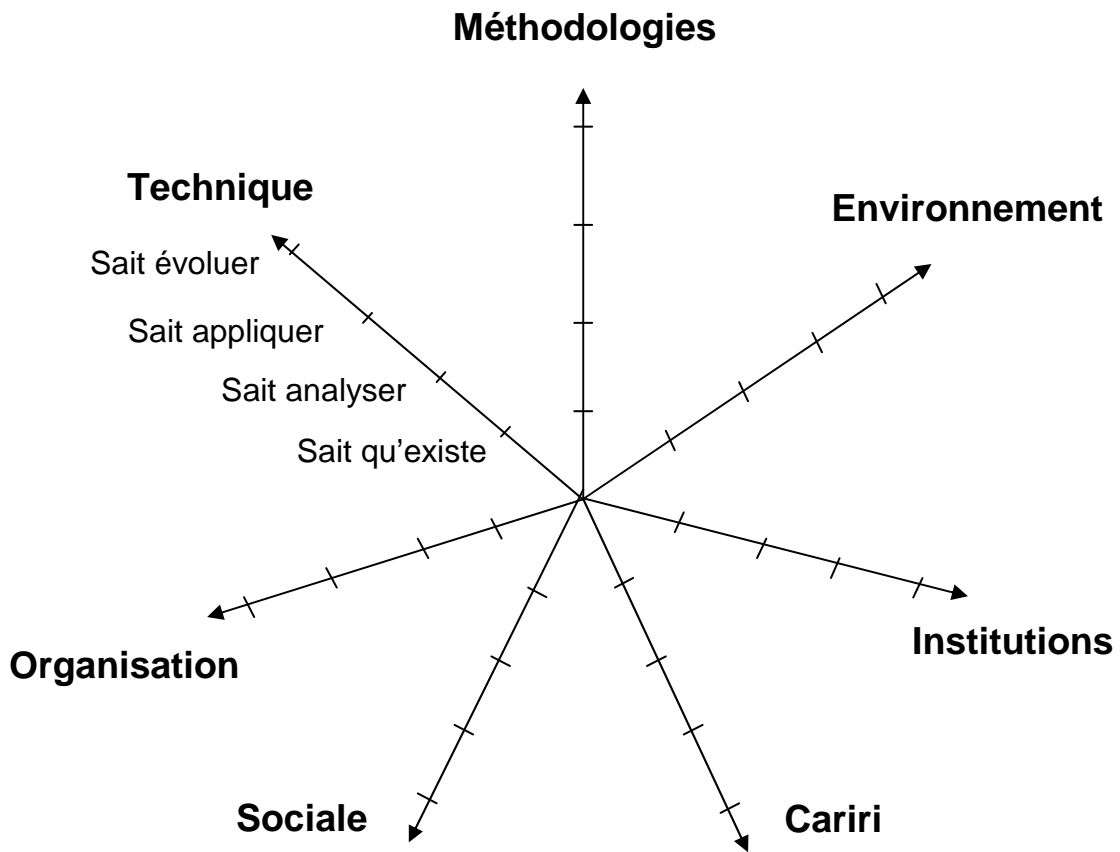 Méthodologies
Technique
Environnement
Sait évoluer
Sait appliquer
Sait analyser
Sait qu'existe
Institutions
Organisation
Sociale
Cariri